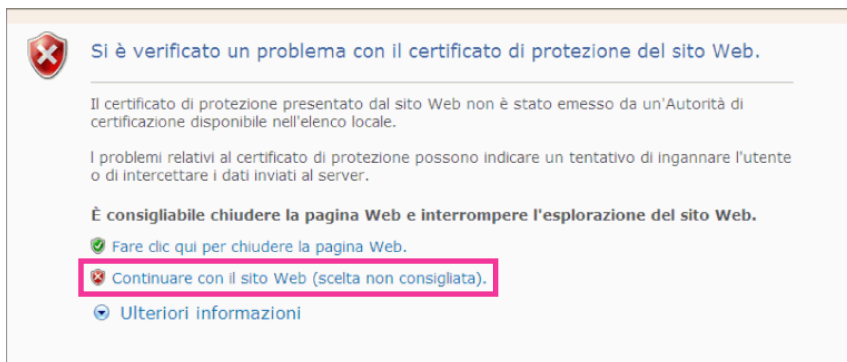 Si è verificato un problema con il certificato di protezione del sito Web.
Il certificato di protezione presentato dal sito Web non è stato emesso da un'Autorità di
certificazione disponibile nell'elenco locale.
I problemi relativi al certificato di protezione possono indicare un tentativo di ingannare l'utente
o di intercettare i dati inviati al server.
È consigliabile chiudere la pagina Web e interrompere l'esplorazione del sito Web.
Fare clic qui per chiudere la pagina Web.
Continuare con il sito Web (scelta non consigliata).
Ulteriori informazioni